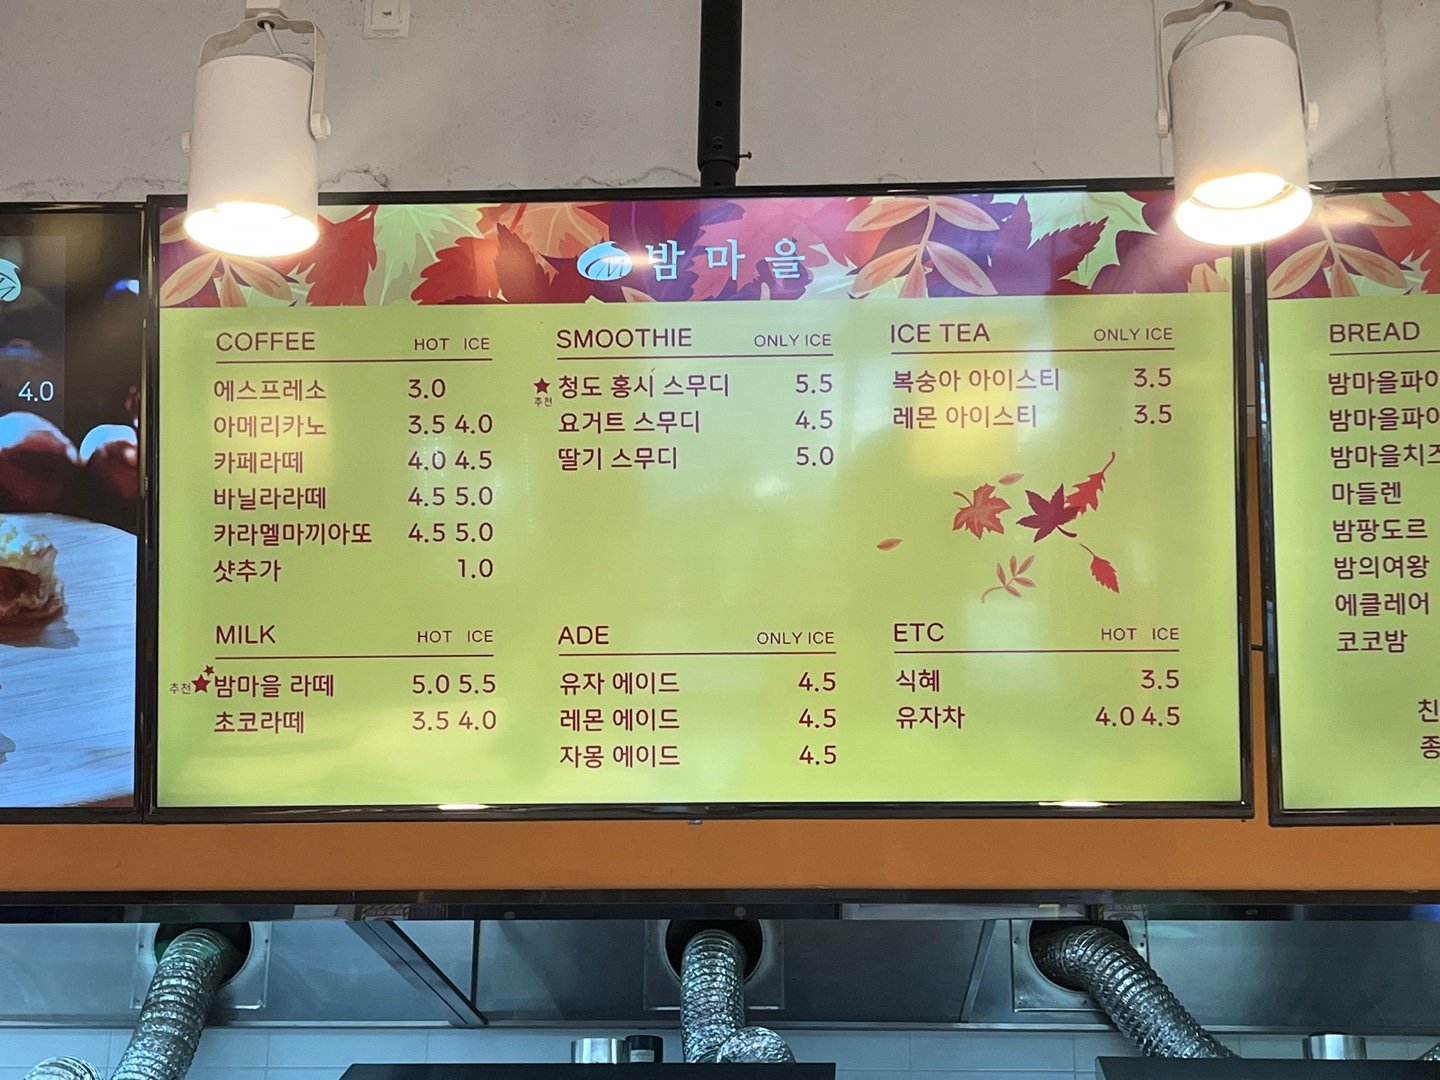 4.0
밤마을
COFFEE HOT ICE
에스프레소 3.0
아메리카노 3.5 4.0
카페라떼 4.0 4.5
바닐라라떼 4.5 5.0
카라멜마끼아또 4.5 5.0
샷추가 1.0
SMOOTHIE ONLY ICE
추천 청도 홍시 스무디 5.5
요거트 스무디 4.5
딸기 스무디 5.0
ICE TEA ONLY ICE
복숭아 아이스티 3.5
레몬 아이스티 3.5
MILK HOT ICE
추천 밤마을 라떼 5.0 5.5
초코라떼 3.5 4.0
ADE ONLY ICE
유자 에이드 4.5
레몬 에이드 4.5
자몽 에이드 4.5
ETC HOT ICE
식혜 3.5
유자차 4.0 4.5
BREAD
밤마을파이
밤마을파이
밤마을치즈
마들렌
밤팡도르
밤의여왕
에클레어
코코밤
친
종